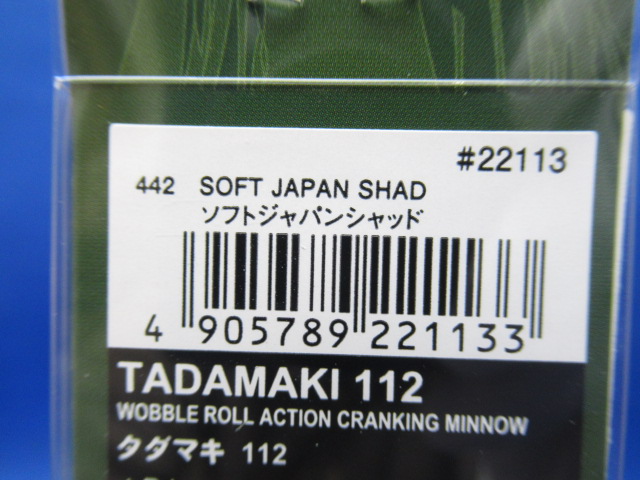 #22113
442 SOFT JAPAN SHAD
ソフトジャパンシャッド
4 905789 221133
TADAMAKI 112
WOBBLE ROLL ACTION CRANKING MINNOW
タダマキ 112